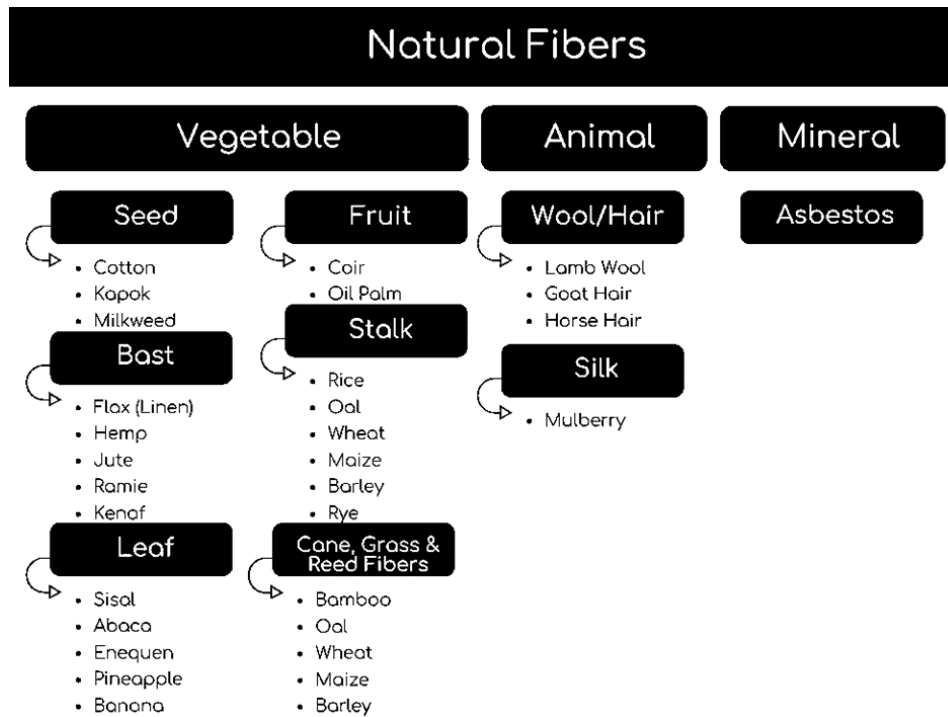 Natural Fibers
Vegetable
Animal
Mineral
Seed
Cotton
Kapok
Milkweed
Bast
Flax (Linen)
Hemp
Jute
Ramie
Kenaf
Leaf
Sisal
Abaca
Enequen
Pineapple
Banana
Fruit
Coir
Oil Palm
Stalk
Rice
Oal
Wheat
Maize
Barley
Rye
Cane, Grass &
Reed Fibers
Bamboo
Oal
Wheat
Maize
Barley
Wool/Hair
Lamb Wool
Goat Hair
Horse Hair
Silk
Mulberry
Asbestos